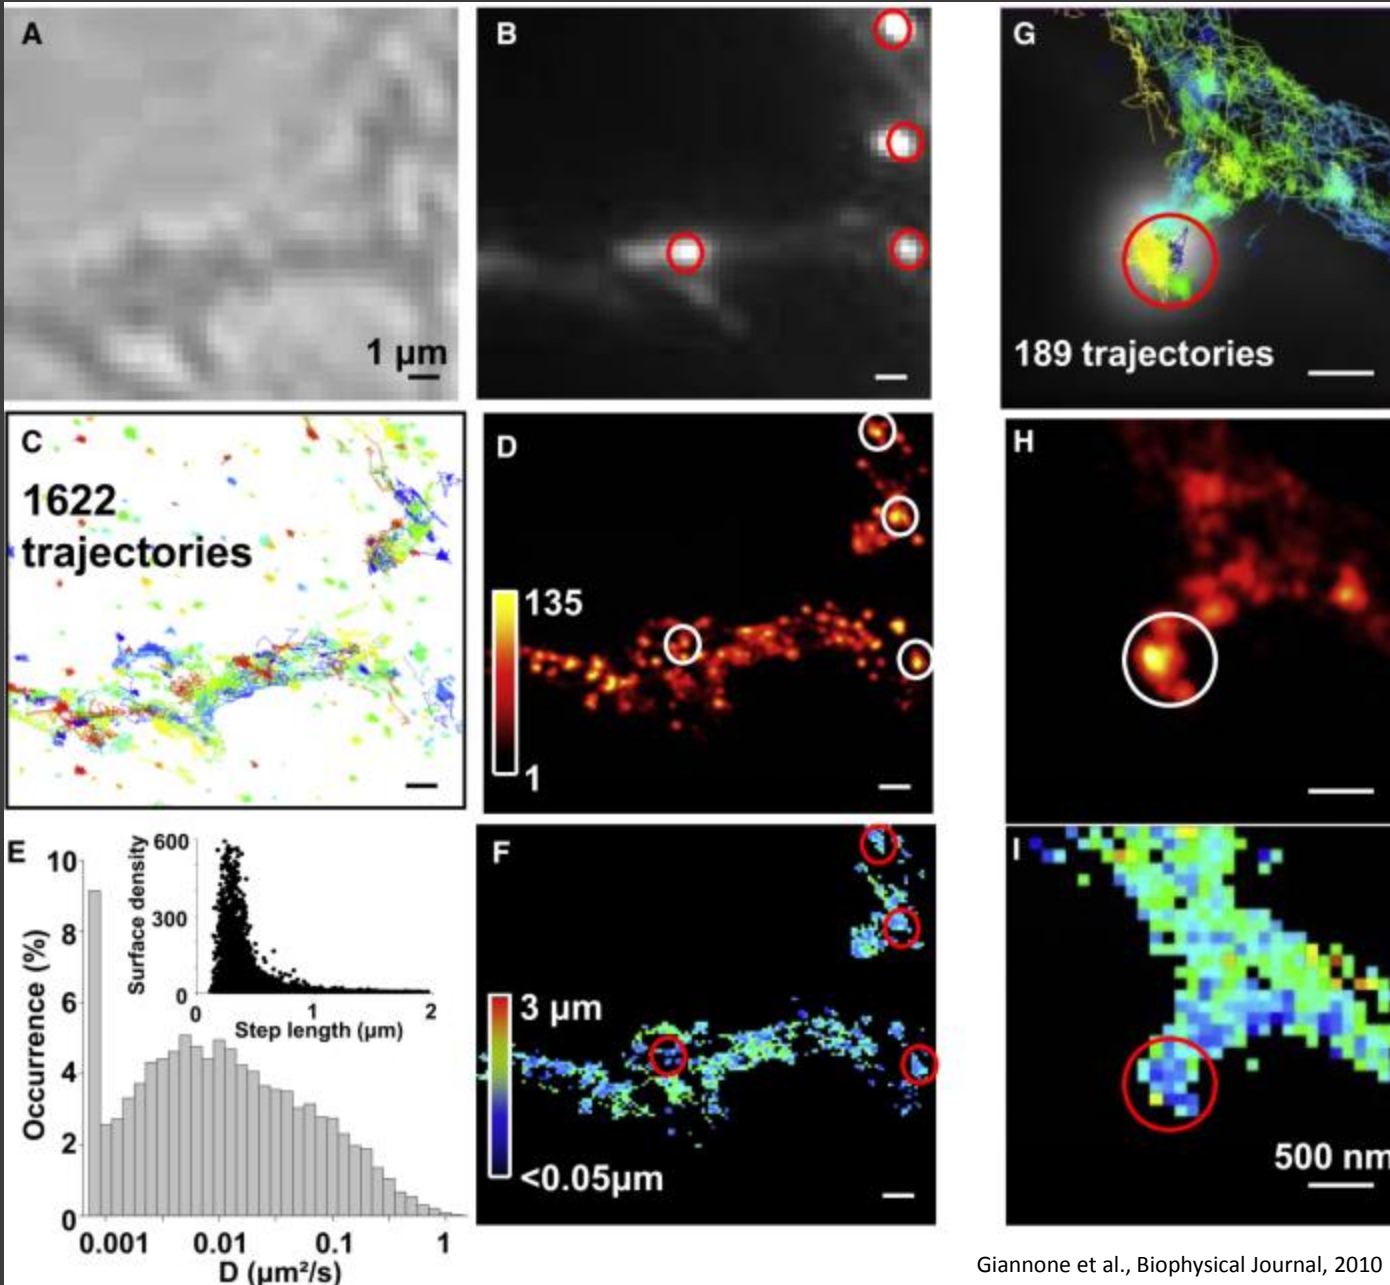 A
1 µm
B
G
189 trajectories
C
1622
trajectories
D
135
1
H
E
Occurrence (%)
10
8
6
4
2
0
0.001
0.01
0.1
1
D (µm²/s)
Surface density
600
300
0
0
1
2
Step length (µm)
F
3 µm
<0.05µm
I
500 nm
Giannone et al., Biophysical Journal, 2010